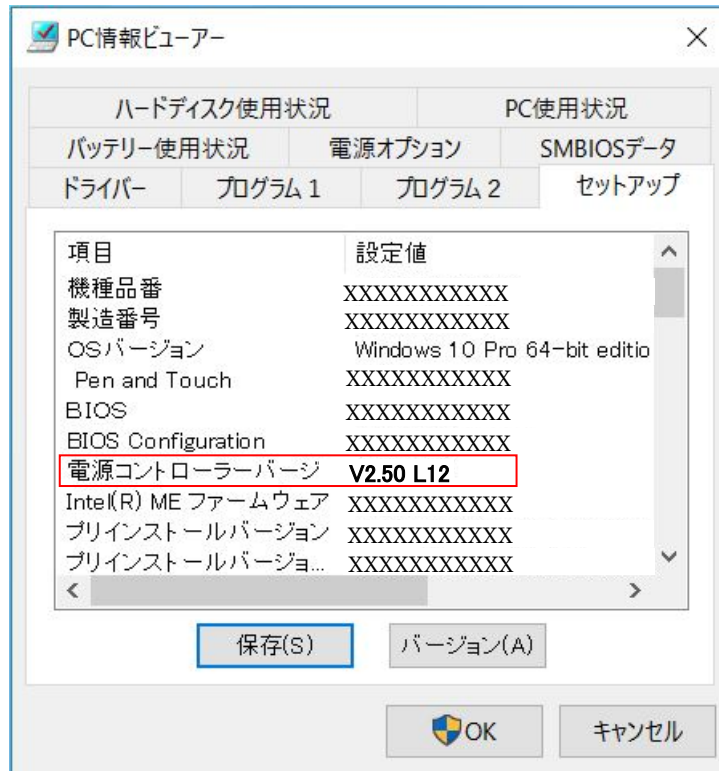 PC情報ビューアー
ハードディスク使用状況 PC使用状況
バッテリー使用状況 電源オプション SMBIOSデータ
ドライバー プログラム 1 プログラム 2 セットアップ
項目 設定値
機種品番 XXXXXXXXXXX
製造番号 XXXXXXXXXXX
OSバージョン Windows 10 Pro 64-bit editio
Pen and Touch XXXXXXXXXXX
BIOS XXXXXXXXXXX
BIOS Configuration XXXXXXXXXXX
電源コントローラーバージ V2.50 L12
Intel(R) ME ファームウェア XXXXXXXXXXX
プリインストールバージョン XXXXXXXXXXX
プリインストールバージョ... XXXXXXXXXXX
保存(S) バージョン(A)
OK キャンセル